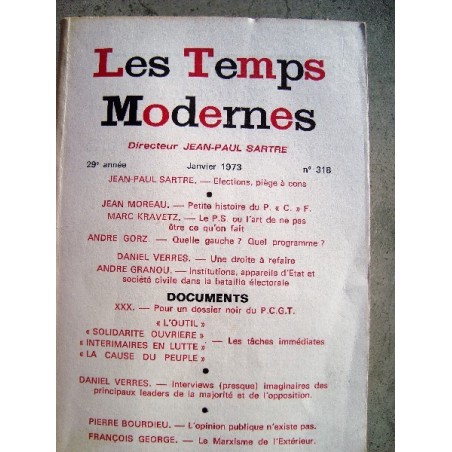 Les Temps
Modernes
Directeur JEAN-PAUL SARTRE
29e année Janvier 1973 n° 318
JEAN-PAUL SARTRE. — Elections, piège à cons
●
JEAN MOREAU. — Petite histoire du P. « C. » F.
MARC KRAVETZ. — Le P.S. ou l'art de ne pas
être ce qu'on fait
ANDRE GORZ. — Quelle gauche ? Quel programme ?
DANIEL VERRES. — Une droite à refaire
ANDRE GRANOU. — Institutions, appareils d'Etat et
société civile dans la bataille électorale
DOCUMENTS
XXX. — Pour un dossier noir du P.C.G.T.
« L'OUTIL »
« SOLIDARITE OUVRIERE »
« INTERIMAIRES EN LUTTE » — Les tâches immédiates
« LA CAUSE DU PEUPLE »
●
DANIEL VERRES. — Interviews (presque) imaginaires des
principaux leaders de la majorité et de l'opposition.
●
PIERRE BOURDIEU. — L'opinion publique n'existe pas.
FRANÇOIS GEORGE. — Le Marxisme de l'Extérieur.